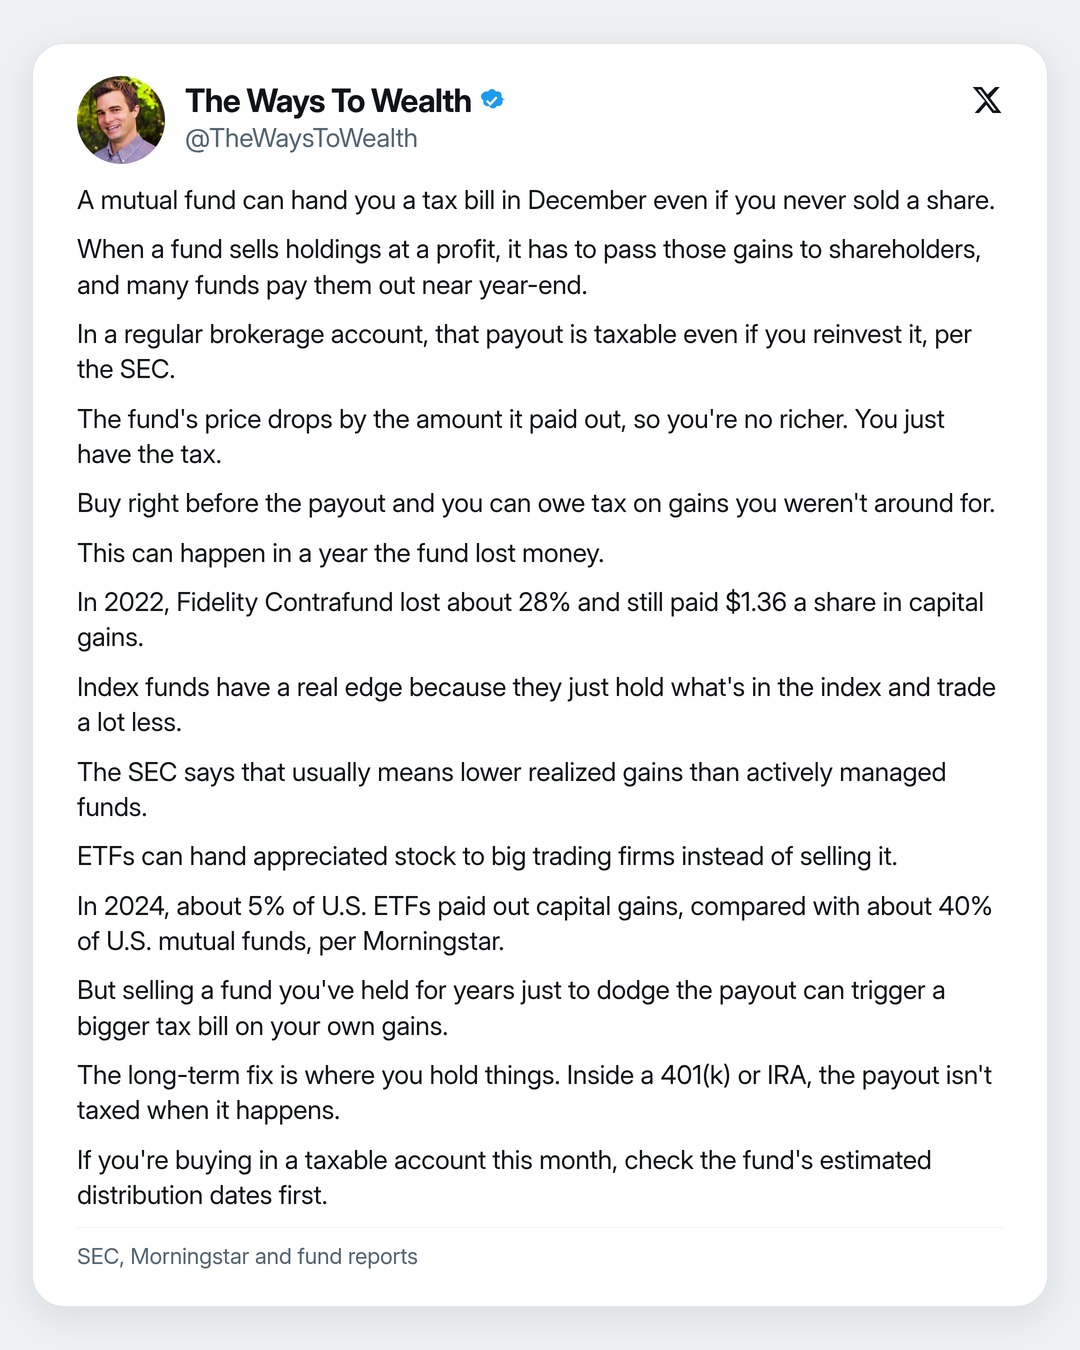 The Ways To Wealth
@TheWaysToWealth
A mutual fund can hand you a tax bill in December even if you never sold a share.
When a fund sells holdings at a profit, it has to pass those gains to shareholders,
and many funds pay them out near year-end.
In a regular brokerage account, that payout is taxable even if you reinvest it, per
the SEC.
The fund's price drops by the amount it paid out, so you're no richer. You just
have the tax.
Buy right before the payout and you can owe tax on gains you weren't around for.
This can happen in a year the fund lost money.
In 2022, Fidelity Contrafund lost about 28% and still paid $1.36 a share in capital
gains.
Index funds have a real edge because they just hold what's in the index and trade
a lot less.
The SEC says that usually means lower realized gains than actively managed
funds.
ETFs can hand appreciated stock to big trading firms instead of selling it.
In 2024, about 5% of U.S. ETFs paid out capital gains, compared with about 40%
of U.S. mutual funds, per Morningstar.
But selling a fund you've held for years just to dodge the payout can trigger a
bigger tax bill on your own gains.
The long-term fix is where you hold things. Inside a 401(k) or IRA, the payout isn't
taxed when it happens.
If you're buying in a taxable account this month, check the fund's estimated
distribution dates first.
SEC, Morningstar and fund reports